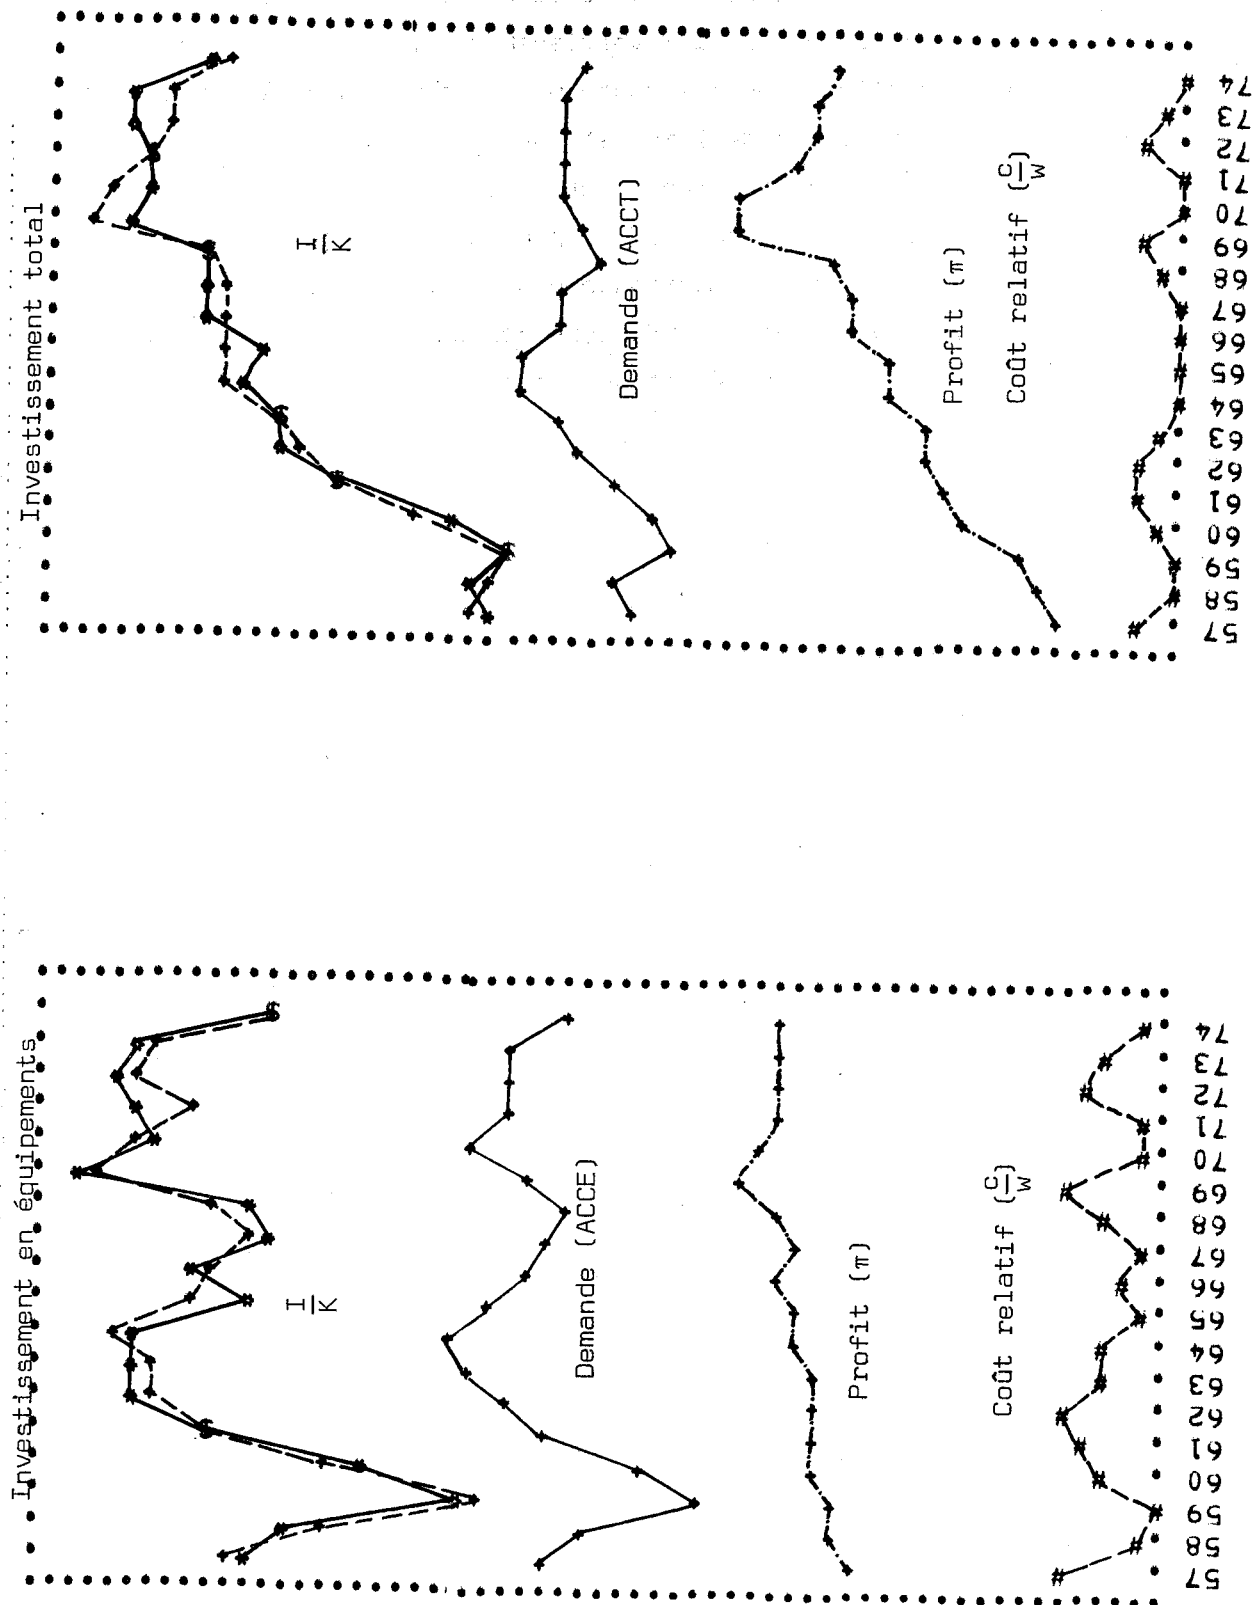 Investissement total
I
K
Demande (ACCT)
Profit (π)
Coût relatif (C/W)
57 58 59 60 61 62 63 64 65 66 67 68 69 70 71 72 73 74
Investissement en équipements
I
K
Demande (ACCE)
Profit (π)
Coût relatif (C/W)
57 58 59 60 61 62 63 64 65 66 67 68 69 70 71 72 73 74